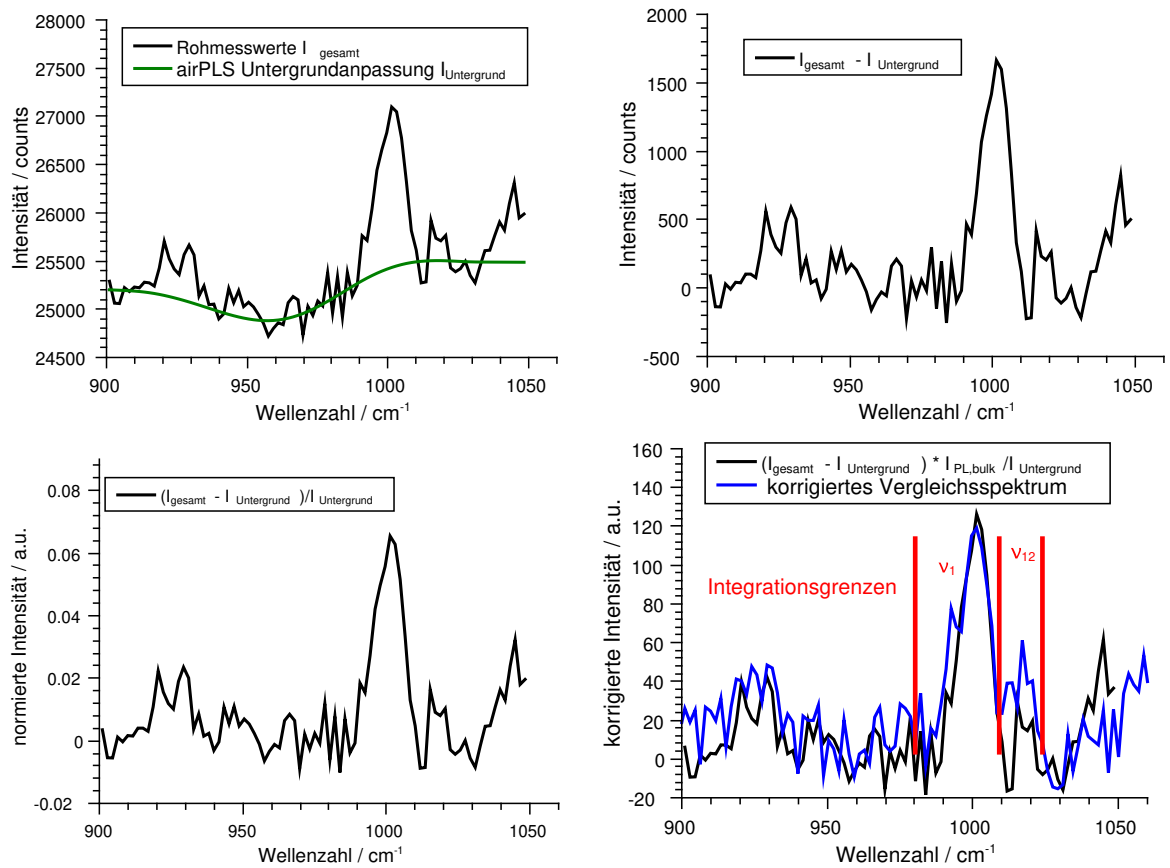 28000
27500
27000
26500
26000
25500
25000
24500
Intensität / counts
Rohmesswerte I gesamt
airPLS Untergrundanpassung I Untergrund
900 950 1000 1050
Wellenzahl / cm⁻¹
2000
1500
1000
500
0
-500
Intensität / counts
I gesamt - I Untergrund
900 950 1000 1050
Wellenzahl / cm⁻¹
0.08
0.06
0.04
0.02
0
-0.02
normierte Intensität / a.u.
(I gesamt - I Untergrund )/I Untergrund
900 950 1000 1050
Wellenzahl / cm⁻¹
160
140
120
100
80
60
40
20
0
-20
korrigierte Intensität / a.u.
(I gesamt - I Untergrund ) * I PL,bulk /I Untergrund
korrigiertes Vergleichsspektrum
ν₁ ν₁₂
Integrationsgrenzen
900 950 1000 1050
Wellenzahl / cm⁻¹